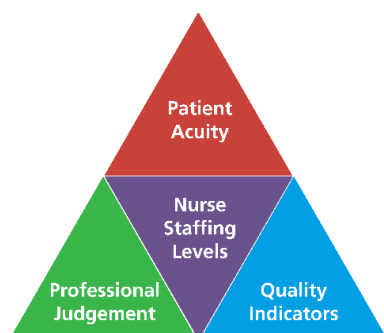 Patient
Acuity
Nurse
Staffing
Levels
Professional
Judgement
Quality
Indicators